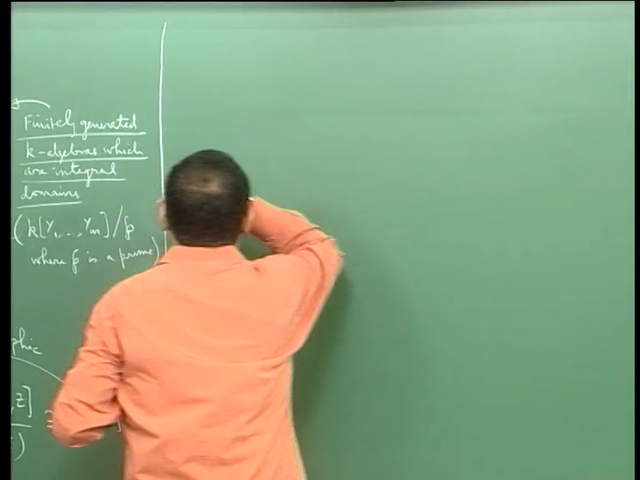 Finitely generated
k-algebras which
are integral
domains
(k[Y₁,..,Yₘ]/𝔭
where 𝔭 is a prime)
phic
,z]
)